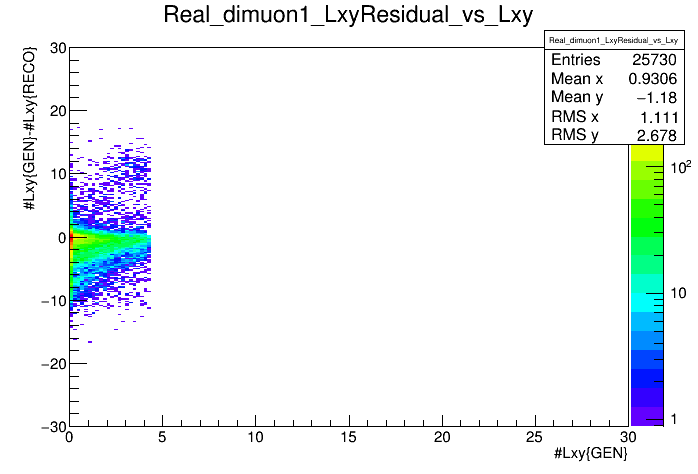 Real_dimuon1_LxyResidual_vs_Lxy
#Lxy{GEN}-#Lxy{RECO}
Real_dimuon1_LxyResidual_vs_Lxy
Entries 25730
Mean x 0.9306
Mean y −1.18
RMS x 1.111
RMS y 2.678
30
20
10
0
−10
−20
−30
0 5 10 15 20 25 30
#Lxy{GEN}
10²
10
1